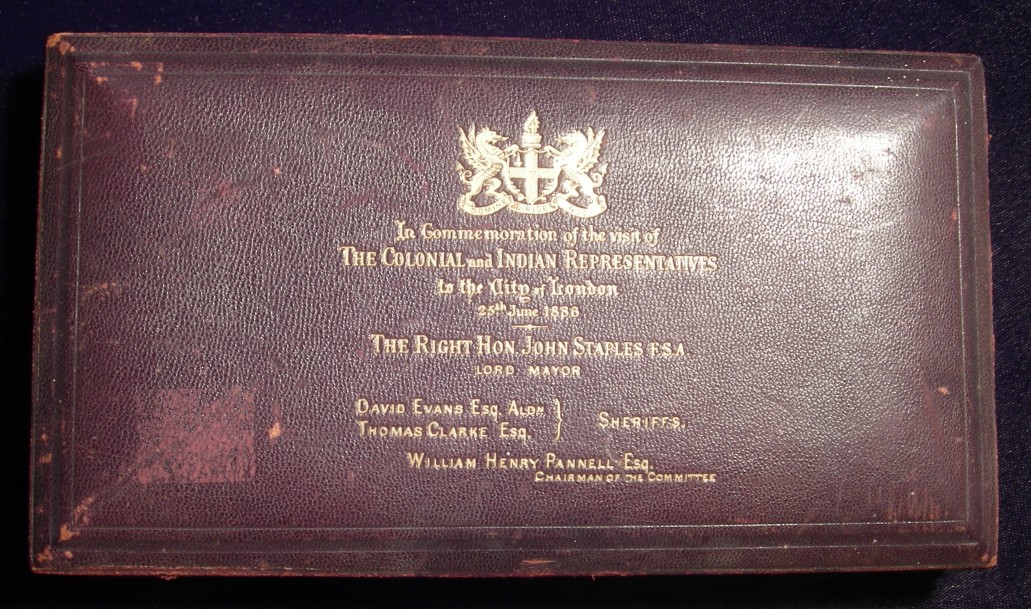 In Commemoration of the visit of
THE COLONIAL and INDIAN REPRESENTATIVES
to the City of London
25th June 1886
THE RIGHT HON. JOHN STAPLES F.S.A.
LORD MAYOR
DAVID EVANS ESQ. ALDN
THOMAS CLARKE ESQ.
SHERIFFS.
WILLIAM HENRY PANNELL ESQ.
CHAIRMAN OF THE COMMITTEE